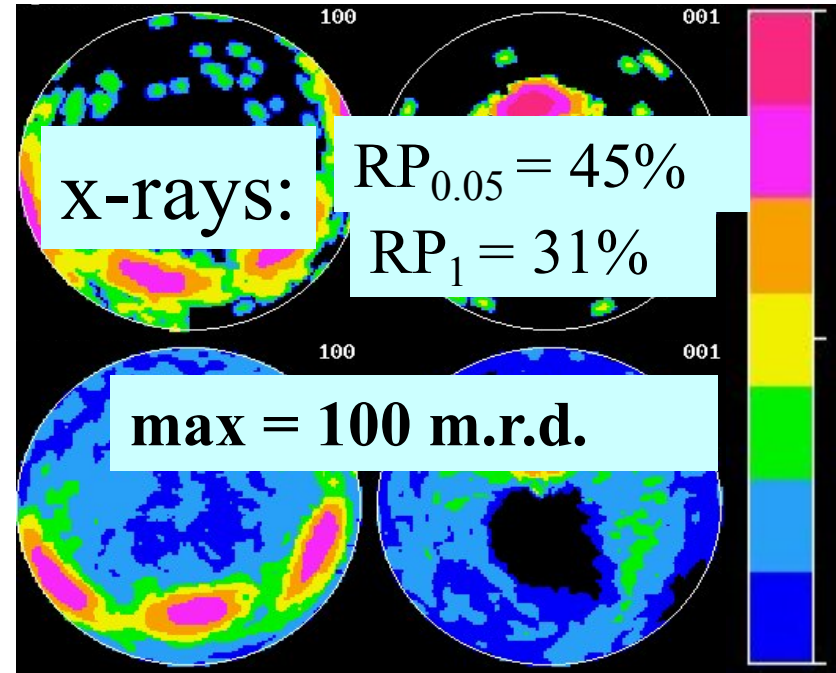 100 001
x-rays: RP0.05 = 45%
RP1 = 31%
100 001
max = 100 m.r.d.